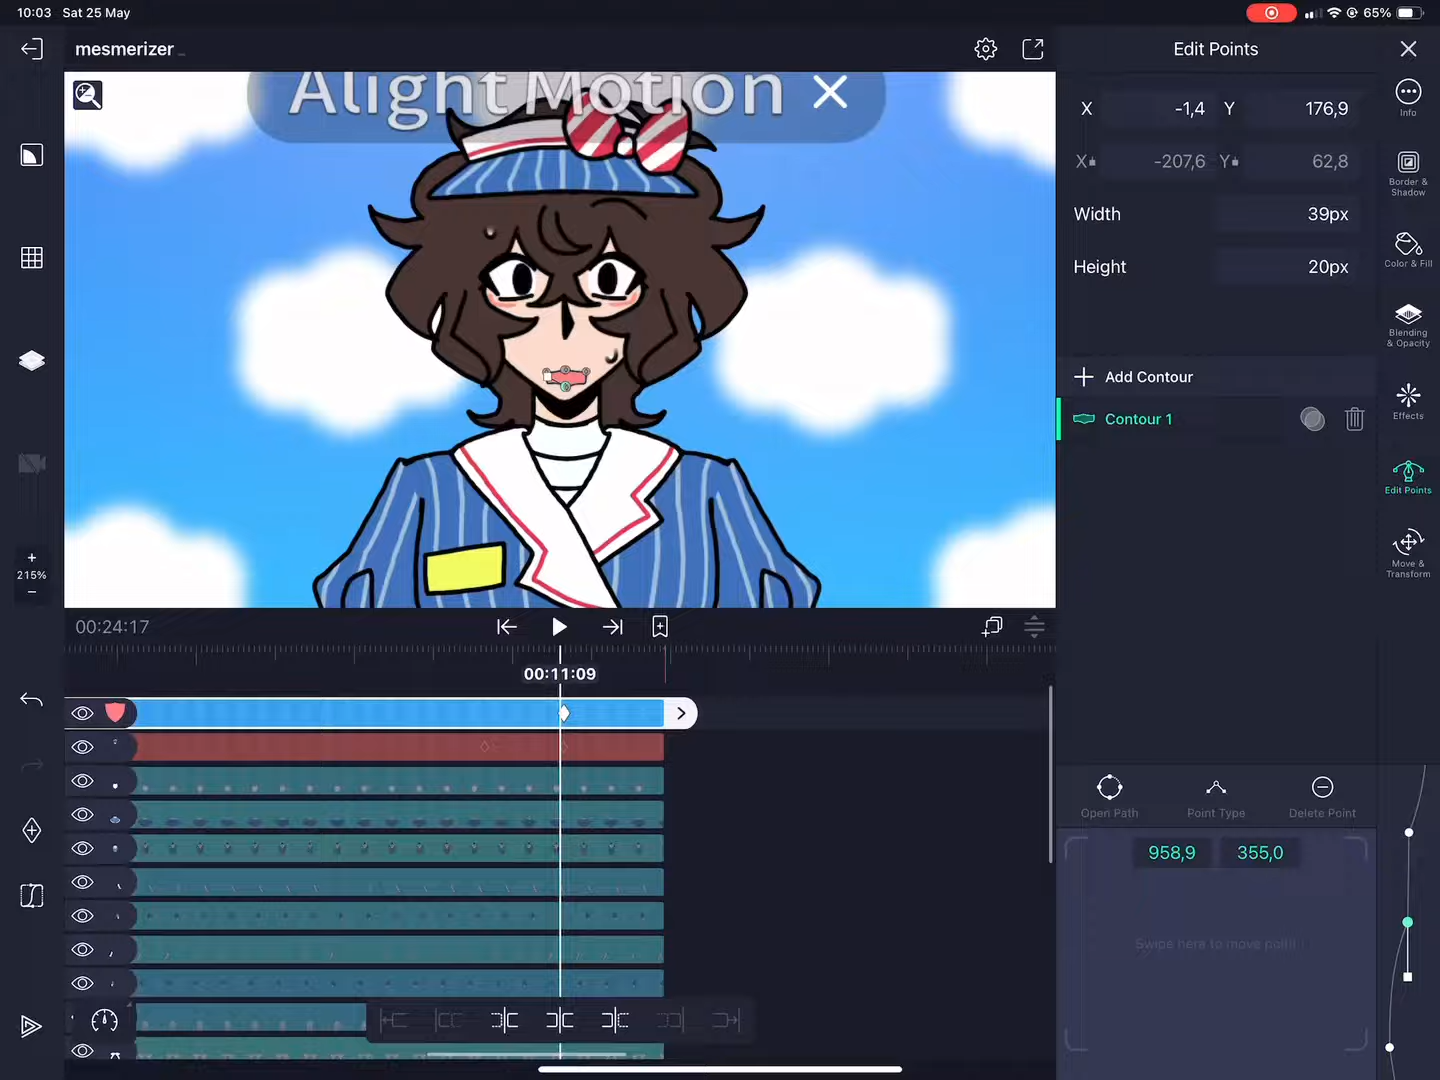 10:03 Sat 25 May
65%
mesmerizer
Alight Motion
Edit Points
X -1,4 Y 176,9
X -207,6 Y 62,8
Width 39px
Height 20px
Add Contour
Contour 1
Info
Border & Shadow
Color & Fill
Blending & Opacity
Effects
Edit Points
Move & Transform
+
215%
−
00:24:17
00:11:09
Open Path Point Type Delete Point
958,9 355,0
Swipe here to move point